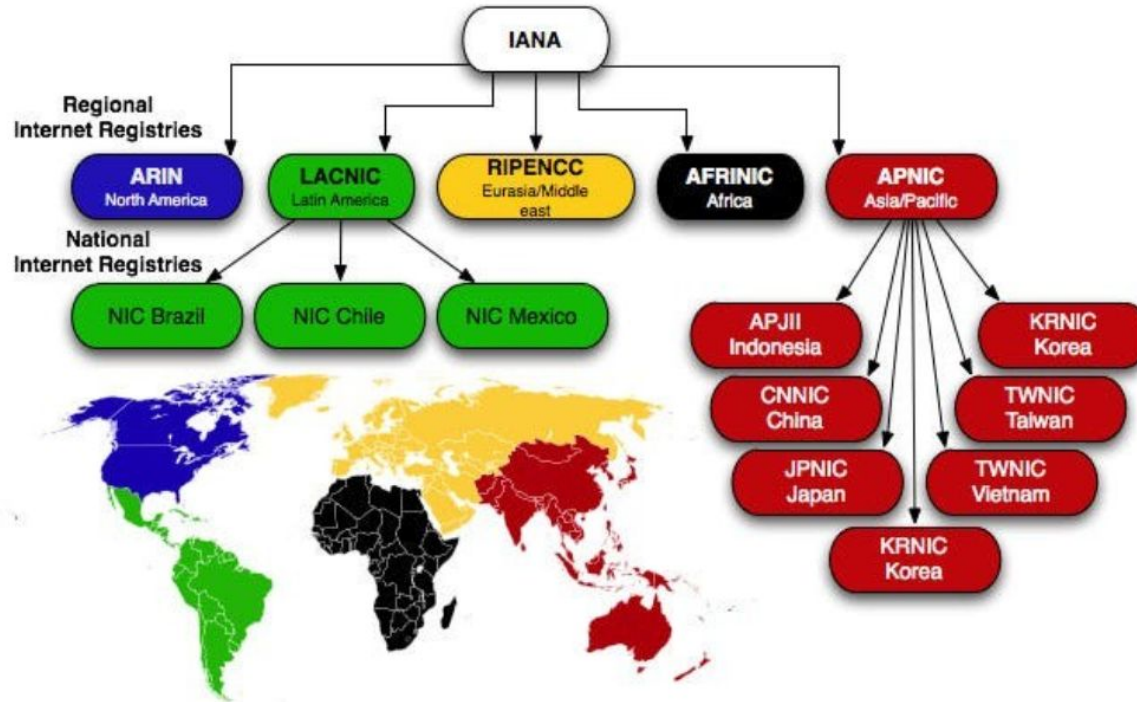 IANA
Regional
Internet Registries
ARIN
North America
LACNIC
Latin America
RIPENCC
Eurasia/Middle
east
AFRINIC
Africa
APNIC
Asia/Pacific
National
Internet Registries
NIC Brazil
NIC Chile
NIC Mexico
APJII
Indonesia
KRNIC
Korea
CNNIC
China
TWNIC
Taiwan
JPNIC
Japan
TWNIC
Vietnam
KRNIC
Korea